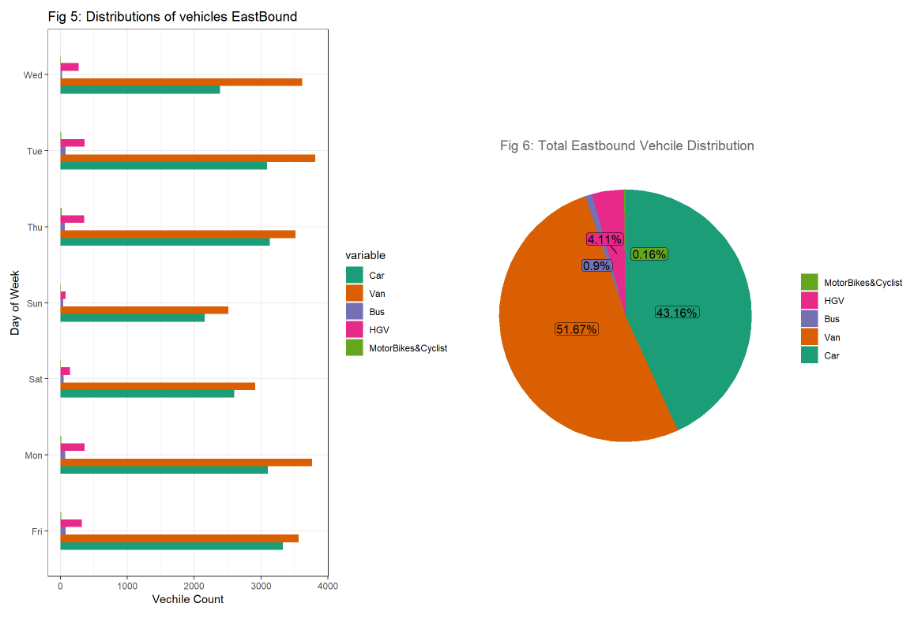 Fig 5: Distributions of vehicles EastBound
Day of Week
Wed
Tue
Thu
Sun
Sat
Mon
Fri
0 1000 2000 3000 4000
Vechile Count
variable
Car
Van
Bus
HGV
MotorBikes&Cyclist
Fig 6: Total Eastbound Vehcile Distribution
4.11%
0.16%
0.9%
43.16%
51.67%
MotorBikes&Cyclist
HGV
Bus
Van
Car